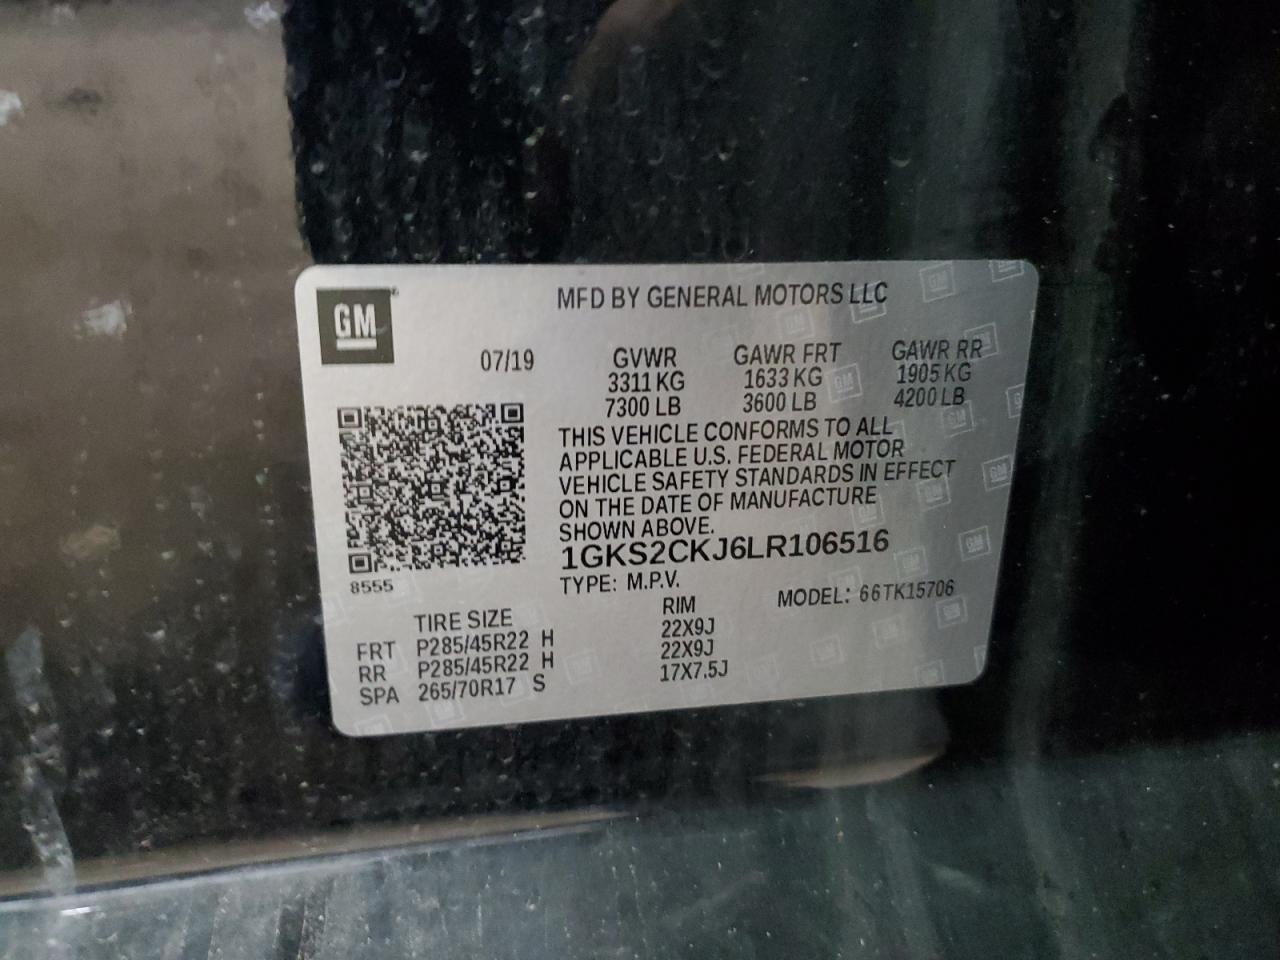 GM
MFD BY GENERAL MOTORS LLC
07/19 GVWR GAWR FRT GAWR RR
3311 KG 1633 KG 1905 KG
7300 LB 3600 LB 4200 LB
THIS VEHICLE CONFORMS TO ALL
APPLICABLE U.S. FEDERAL MOTOR
VEHICLE SAFETY STANDARDS IN EFFECT
ON THE DATE OF MANUFACTURE
SHOWN ABOVE.
1GKS2CKJ6LR106516
8555
TYPE: M.P.V. MODEL: 66TK15706
TIRE SIZE RIM
FRT P285/45R22 H 22X9J
RR P285/45R22 H 22X9J
SPA 265/70R17 S 17X7.5J